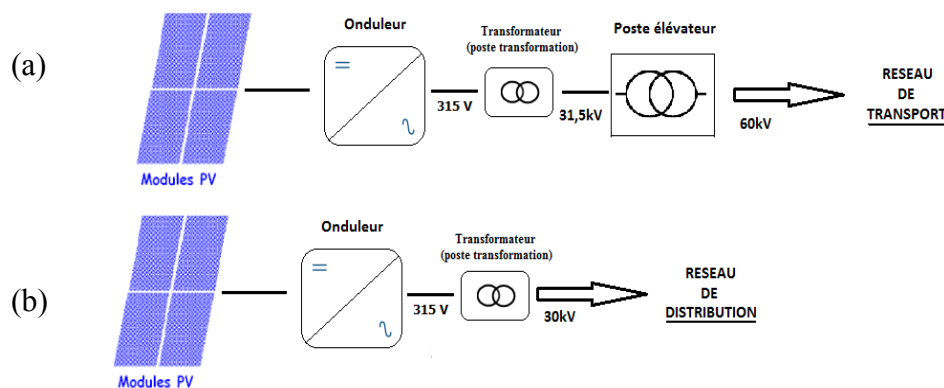 (a)
Onduleur
Transformateur
(poste transformation)
Poste élévateur
315 V
31,5kV
60kV
RESEAU
DE
TRANSPORT
Modules PV
(b)
Onduleur
Transformateur
(poste transformation)
315 V
30kV
RESEAU
DE
DISTRIBUTION
Modules PV